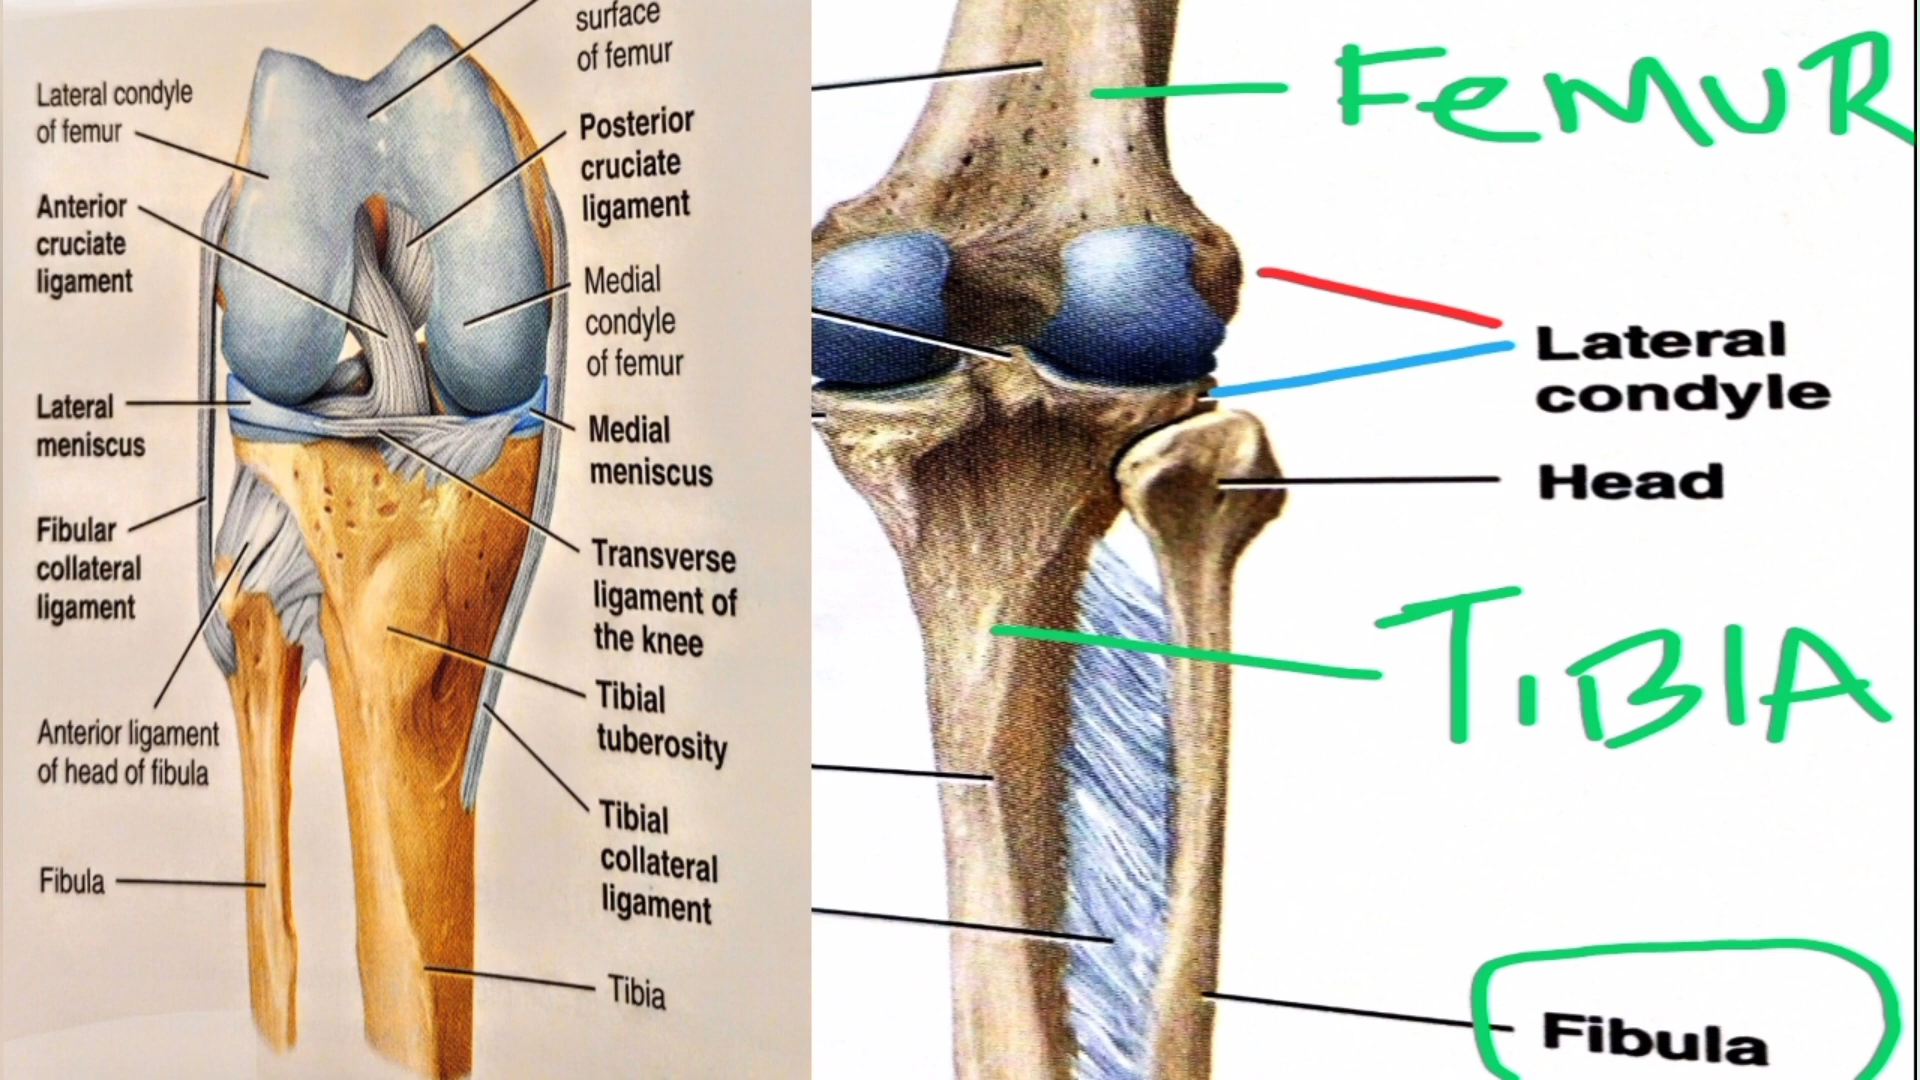 surface
of femur
Lateral condyle
of femur
Posterior
cruciate
ligament
Anterior
cruciate
ligament
Medial
condyle
of femur
Lateral
meniscus
Medial
meniscus
Fibular
collateral
ligament
Transverse
ligament of
the knee
Tibial
tuberosity
Anterior ligament
of head of fibula
Tibial
collateral
ligament
Fibula
Tibia
FeMUR
Lateral
condyle
Head
TIBIA
Fibula